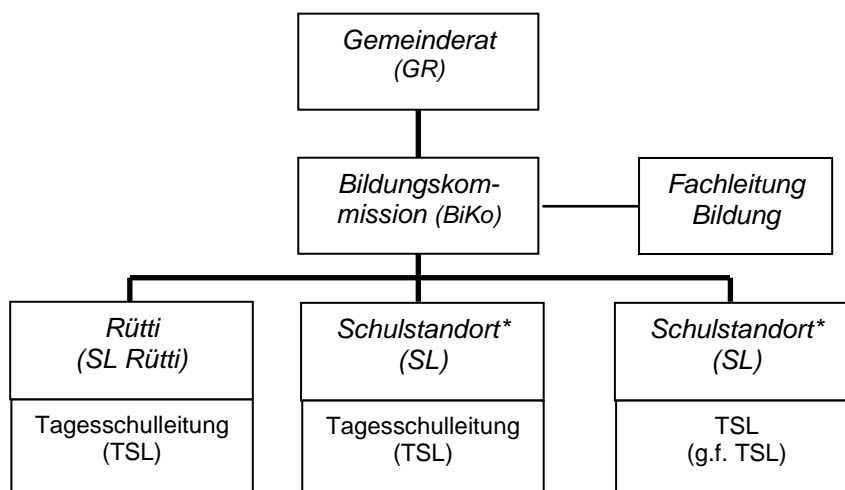 Gemeinderat
(GR)
Bildungskom-
mission (BiKo)
Fachleitung
Bildung
Rütti
(SL Rütti)
Schulstandort*
(SL)
Schulstandort*
(SL)
Tagesschulleitung
(TSL)
Tagesschulleitung
(TSL)
TSL
(g.f. TSL)